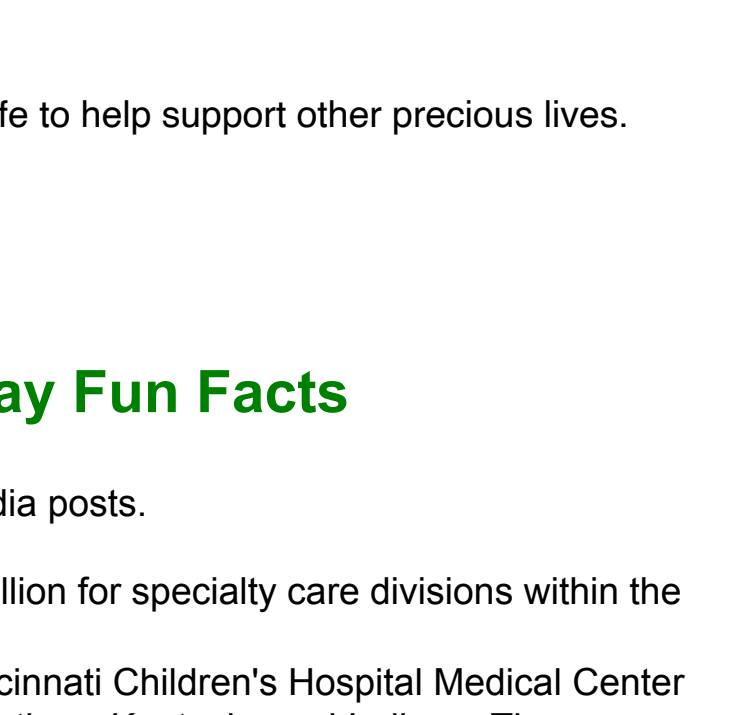 fe to help support other precious lives.
ay Fun Facts
dia posts.
llion for specialty care divisions within the
cinnati Children's Hospital Medical Center